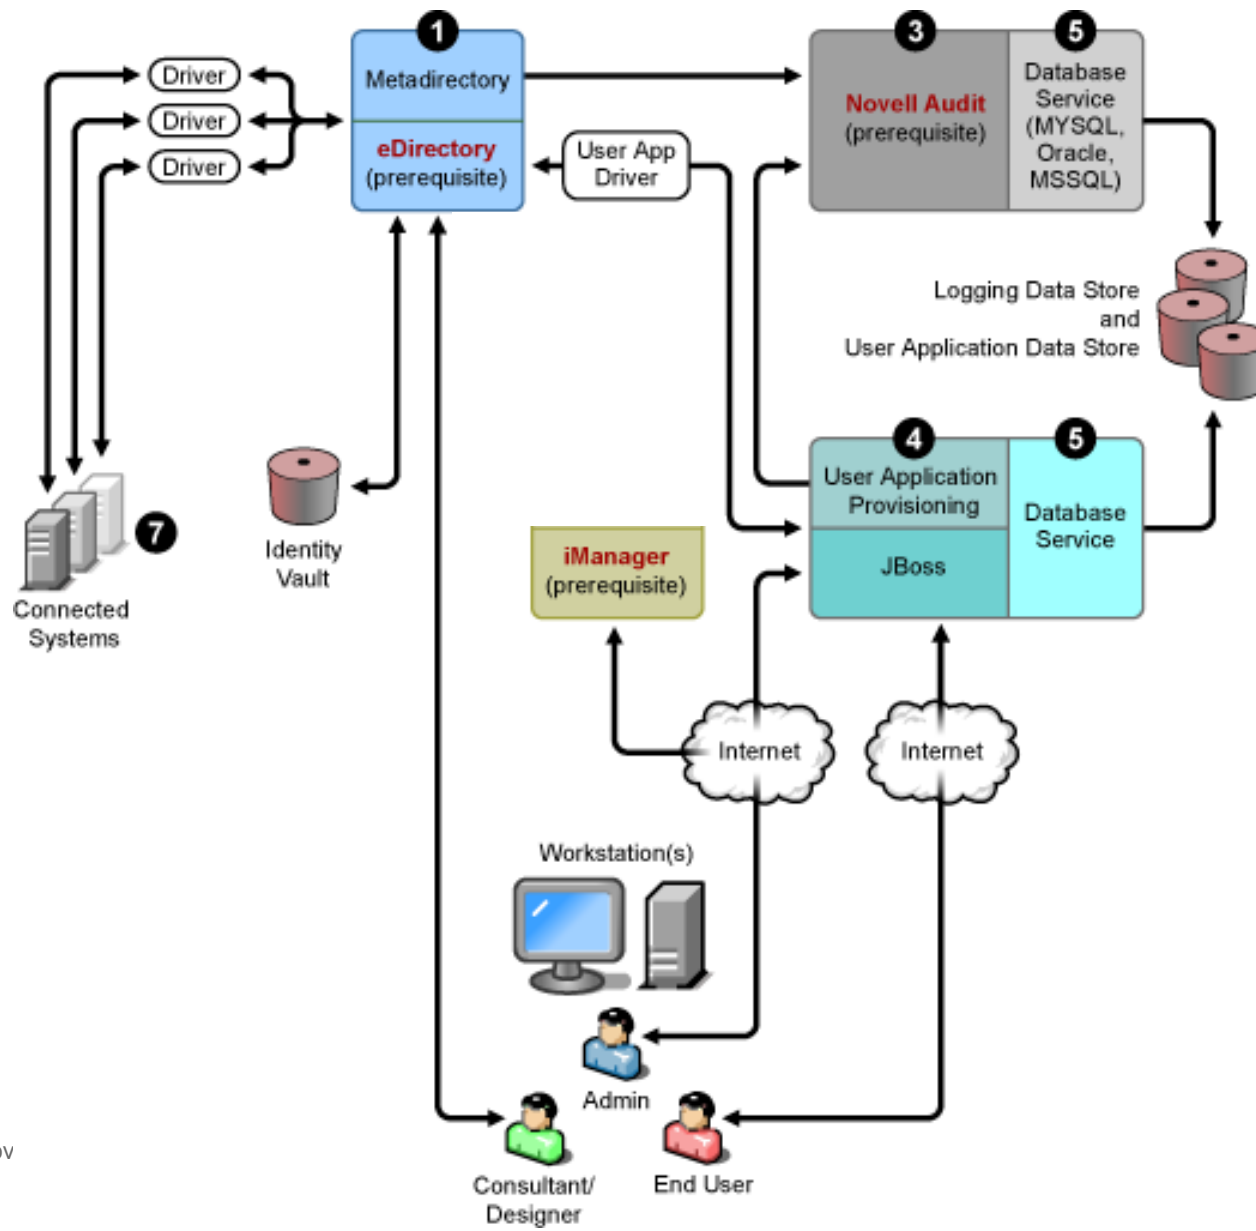 1
3
5
Driver
Driver
Driver
Metadirectory
eDirectory
(prerequisite)
User App
Driver
Novell Audit
(prerequisite)
Database
Service
(MYSQL,
Oracle,
MSSQL)
Logging Data Store
and
User Application Data Store
4
5
User Application
Provisioning
JBoss
Database
Service
7
Connected
Systems
Identity
Vault
iManager
(prerequisite)
Internet
Internet
Workstation(s)
Admin
Consultant/
Designer
End User
ov